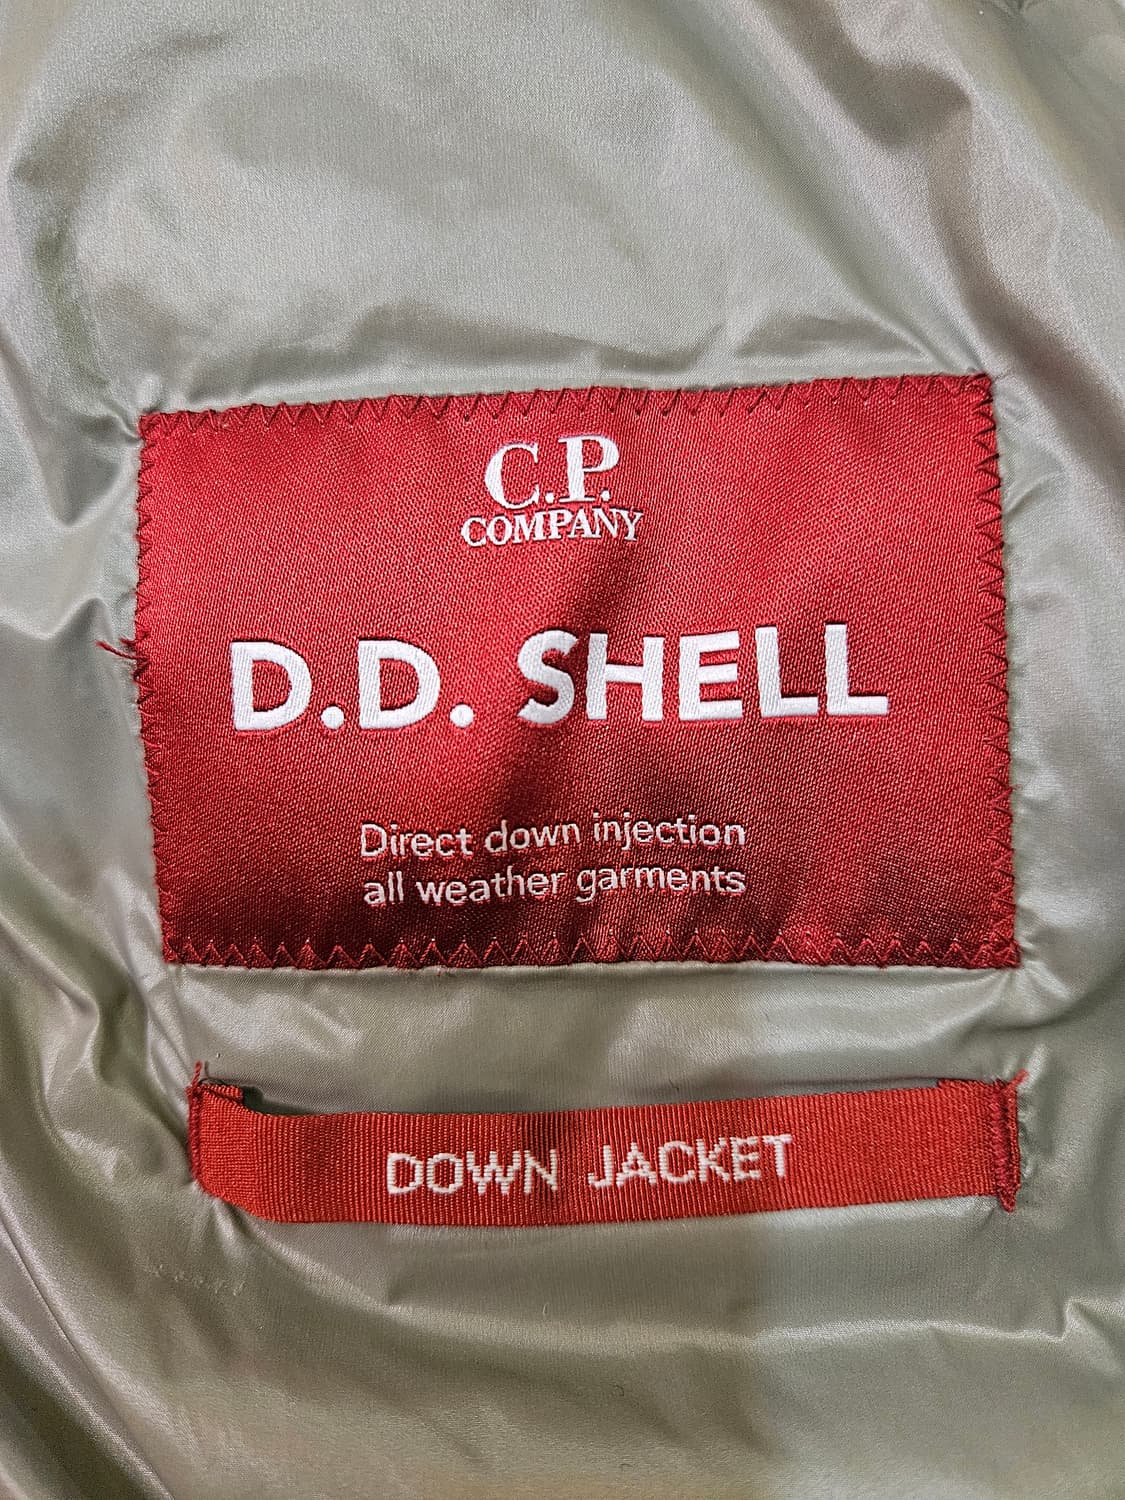 C.P.
COMPANY
D.D. SHELL
Direct down injection
all weather garments
DOWN JACKET